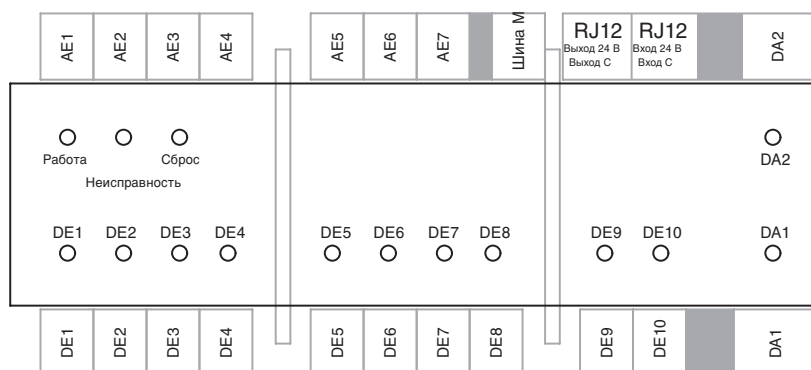 AE1 AE2 AE3 AE4 AE5 AE6 AE7 Шина M RJ12 RJ12 DA2
Выход 24 В Вход 24 В
Выход C Вход C
Работа Сброс DA2
Неисправность
DE1 DE2 DE3 DE4 DE5 DE6 DE7 DE8 DE9 DE10 DA1
DE1 DE2 DE3 DE4 DE5 DE6 DE7 DE8 DE9 DE10 DA1